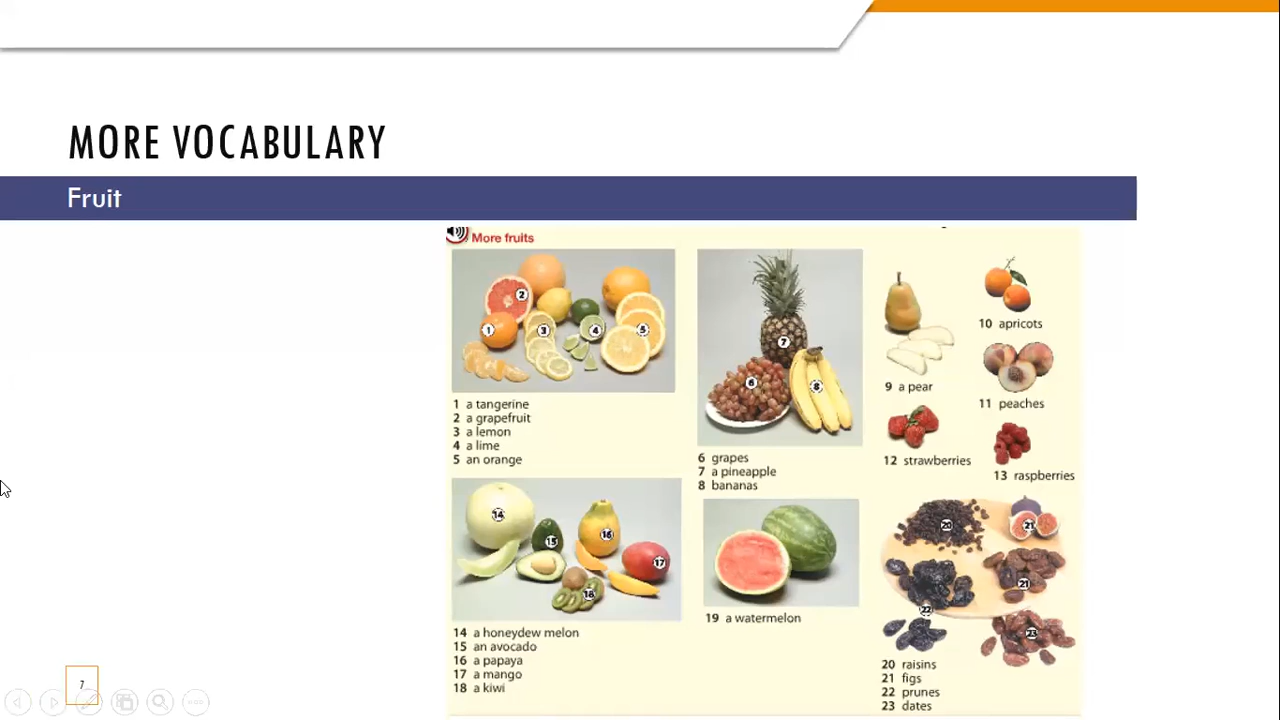 MORE VOCABULARY
Fruit
More fruits
1 a tangerine
2 a grapefruit
3 a lemon
4 a lime
5 an orange
6 grapes
7 a pineapple
8 bananas
9 a pear
10 apricots
11 peaches
12 strawberries
13 raspberries
14 a honeydew melon
15 an avocado
16 a papaya
17 a mango
18 a kiwi
19 a watermelon
20 raisins
21 figs
22 prunes
23 dates
7